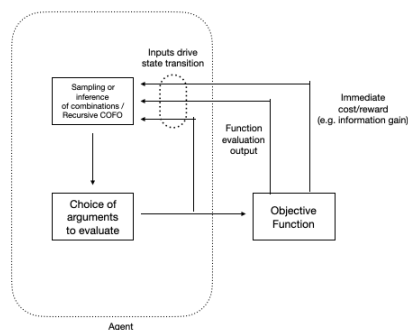 Inputs drive
state transition
Sampling or
inference
of combinations /
Recursive COFO
Immediate
cost/reward
(e.g. information gain)
Function
evaluation
output
Choice of
arguments
to evaluate
Objective
Function
Agent